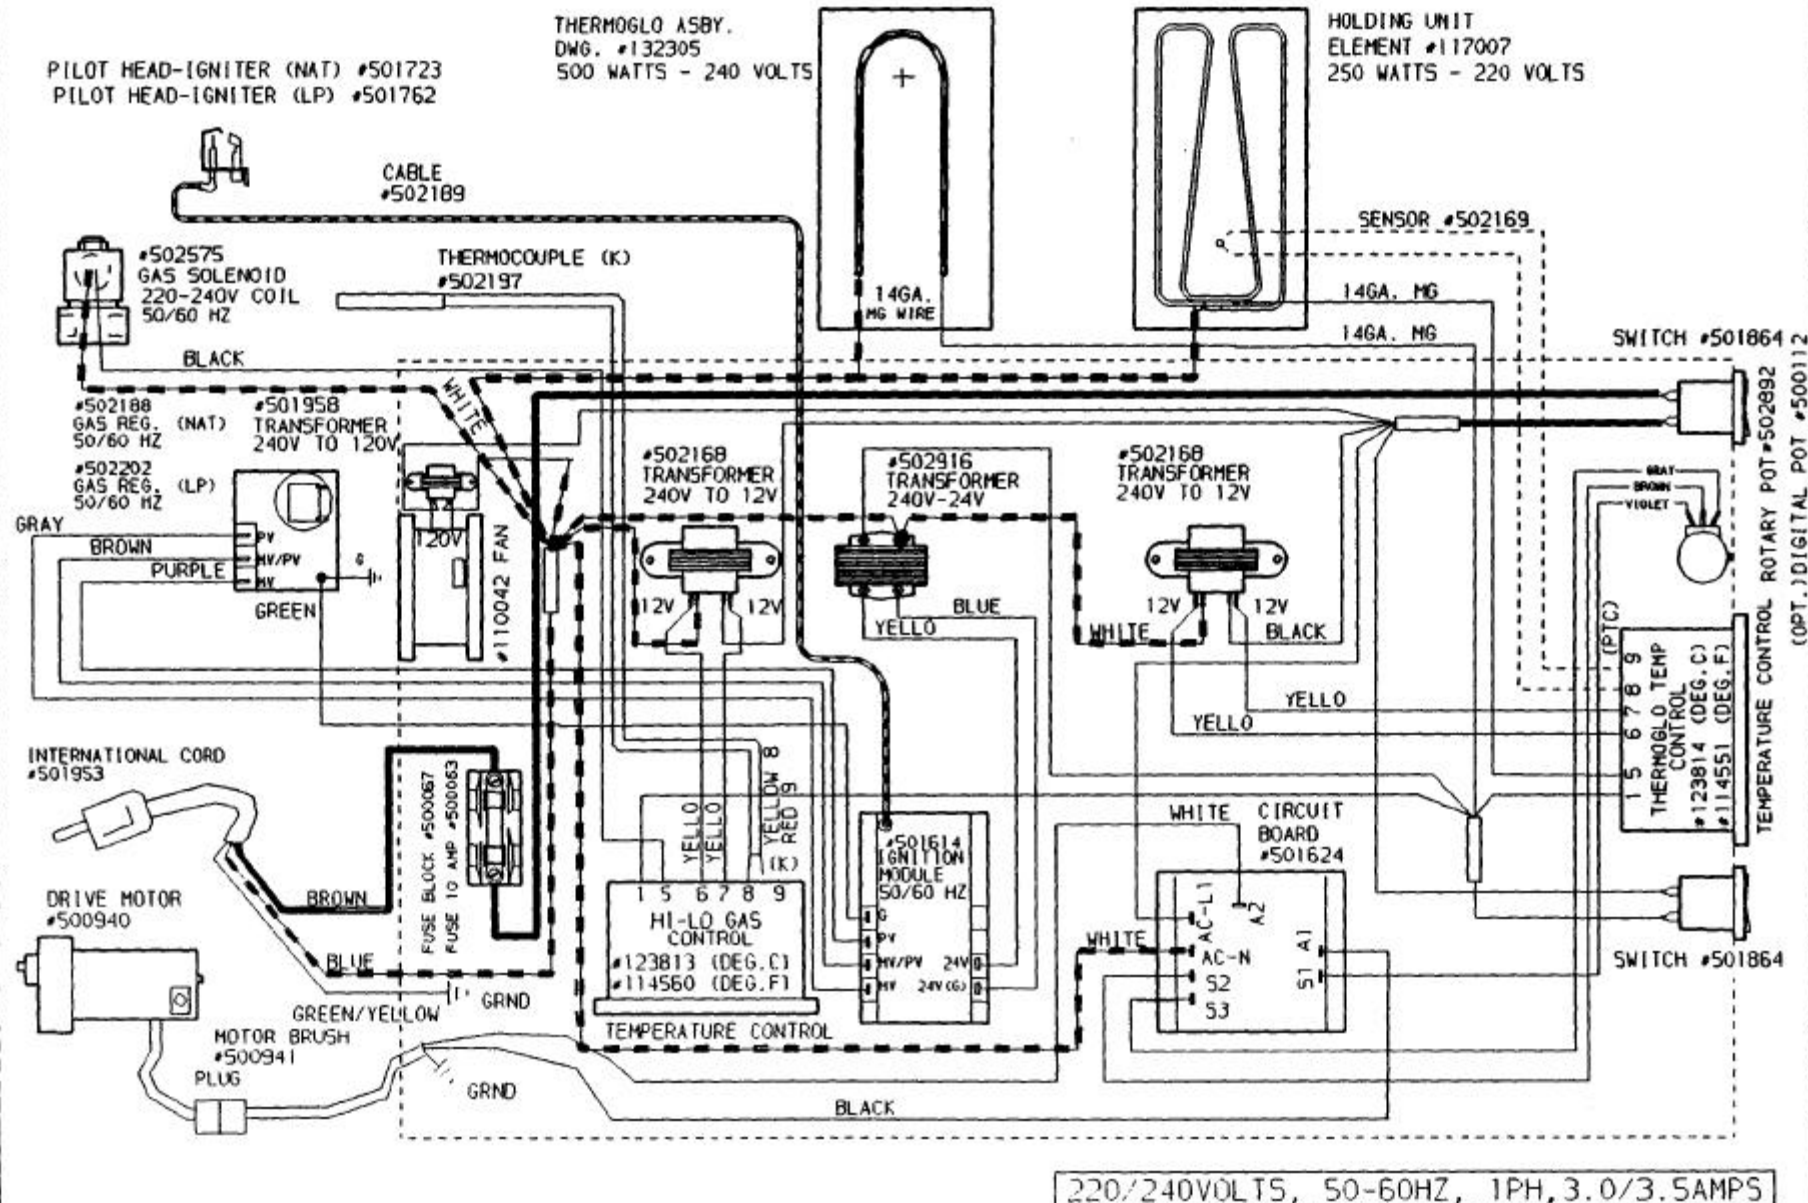 THERMOGLO ASBY.
DWG. #132305
500 WATTS - 240 VOLTS
HOLDING UNIT
ELEMENT #117007
250 WATTS - 220 VOLTS
PILOT HEAD-IGNITER (NAT) #501723
PILOT HEAD-IGNITER (LP) #501762
CABLE
#502189
SENSOR #502169
#502575
GAS SOLENOID
220-240V COIL
50/60 HZ
THERMOCOUPLE (K)
#502197
14GA.
MG WIRE
14GA. MG
14GA. MG
SWITCH #501864
BLACK
WHITE
#502188
GAS REG. (NAT)
50/60 HZ
#501958
TRANSFORMER
240V TO 120V
#502202
GAS REG. (LP)
50/60 HZ
#502168
TRANSFORMER
240V TO 12V
#502916
TRANSFORMER
240V-24V
#502168
TRANSFORMER
240V TO 12V
GRAY
BROWN
VIOLET
TEMPERATURE CONTROL ROTARY POT #502892
(OPT.)DIGITAL POT #500112
GRAY
BROWN
PURPLE
PV
MV/PV
MV
G
GREEN
120V
#110042 FAN
12V
12V
BLUE
YELLO
12V
12V
WHITE
BLACK
(PTC)
9
8
7
6
5
1
THERMOGLO TEMP
CONTROL
#123814 (DEG.C)
#114551 (DEG.F)
YELLO
YELLO
INTERNATIONAL CORD
#501953
BROWN
FUSE BLOCK #500067
FUSE 10 AMP #500063
YELLO
YELLO
YELLOW 8
RED 9
(K)
1 5 6 7 8 9
HI-LO GAS
CONTROL
#123813 (DEG.C)
#114560 (DEG.F)
TEMPERATURE CONTROL
#501614
IGNITION
MODULE
50/60 HZ
G
PV
MV/PV 24V
MV 24V(G)
WHITE
CIRCUIT
BOARD
#501624
AC-L1
A2
WHITE
AC-N
A1
S2
S1
S3
SWITCH #501864
DRIVE MOTOR
#500940
BLUE
GRND
GREEN/YELLOW
MOTOR BRUSH
#500941
PLUG
GRND
BLACK
220/240VOLTS, 50-60HZ, 1PH,3.0/3.5AMPS